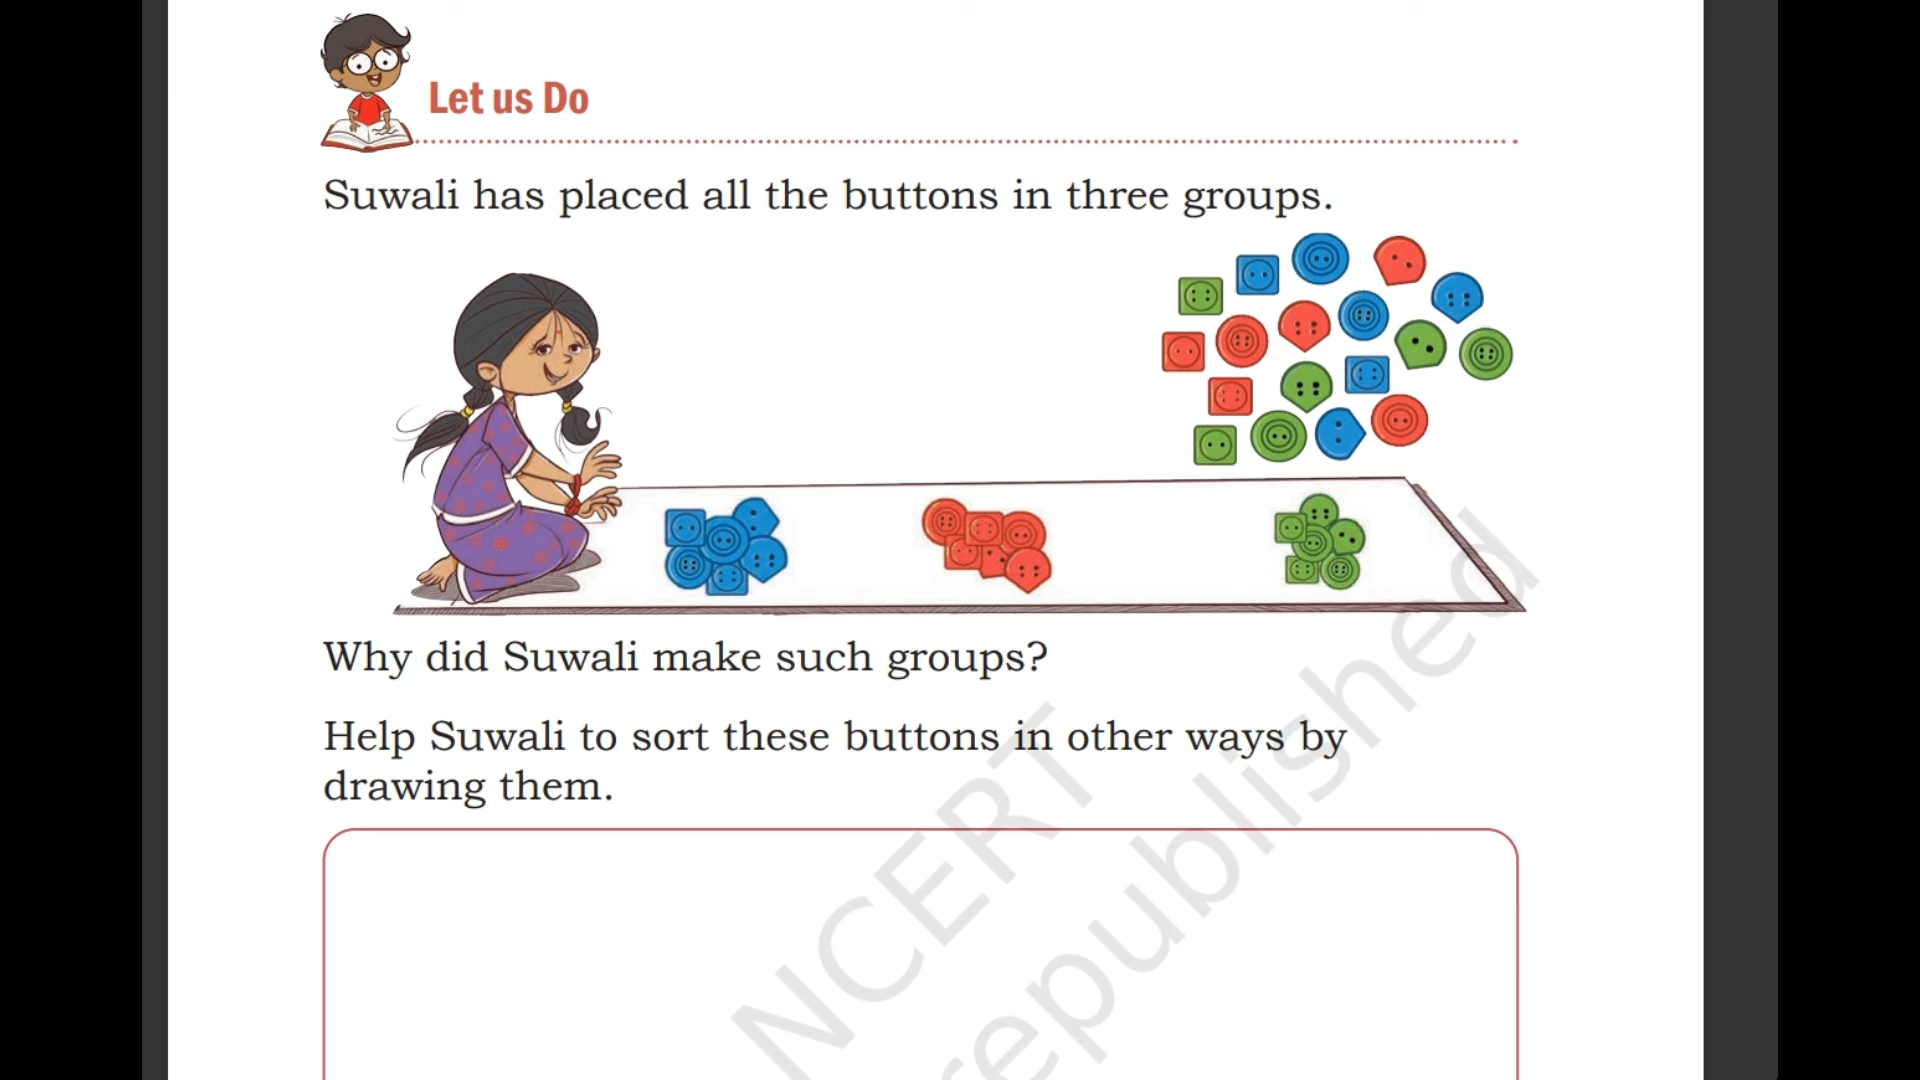 Let us Do
Suwali has placed all the buttons in three groups.
Why did Suwali make such groups?
Help Suwali to sort these buttons in other ways by
drawing them.
NCERT
republished